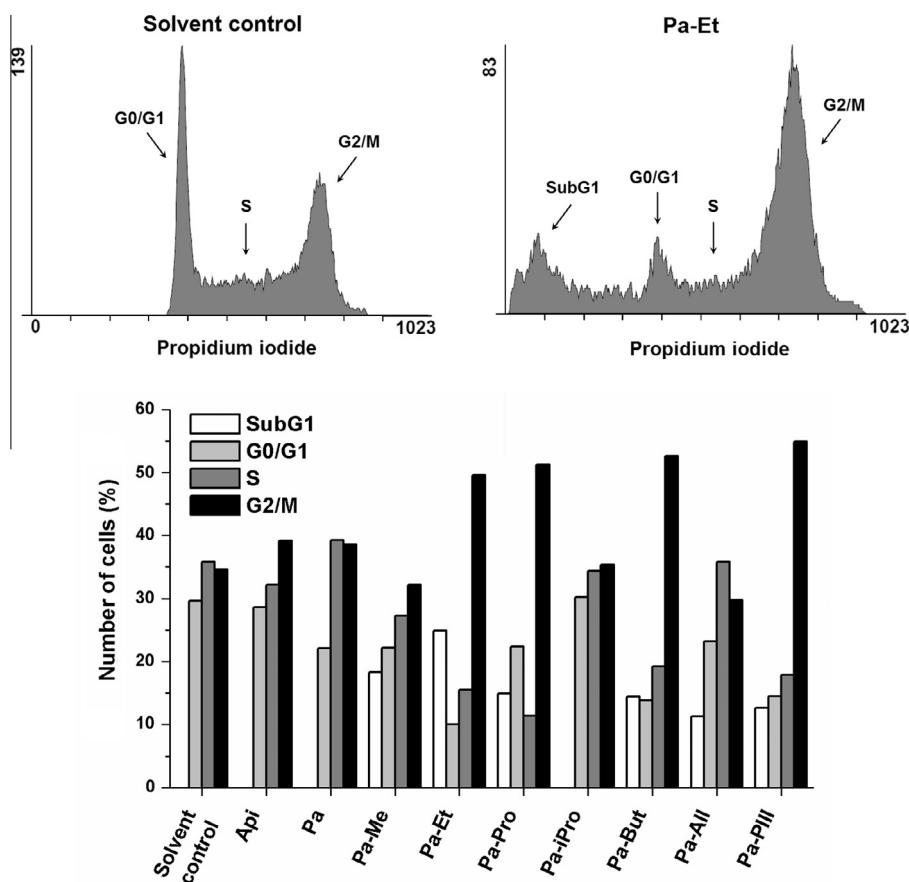 Solvent control
139
G0/G1
S
G2/M
0
1023
Propidium iodide
Pa-Et
83
SubG1
G0/G1
S
G2/M
1023
Propidium iodide
Number of cells (%)
60
50
40
30
20
10
0
SubG1
G0/G1
S
G2/M
Solvent
control
Api
Pa
Pa-Me
Pa-Et
Pa-Pro
Pa-iPro
Pa-But
Pa-All
Pa-PIII